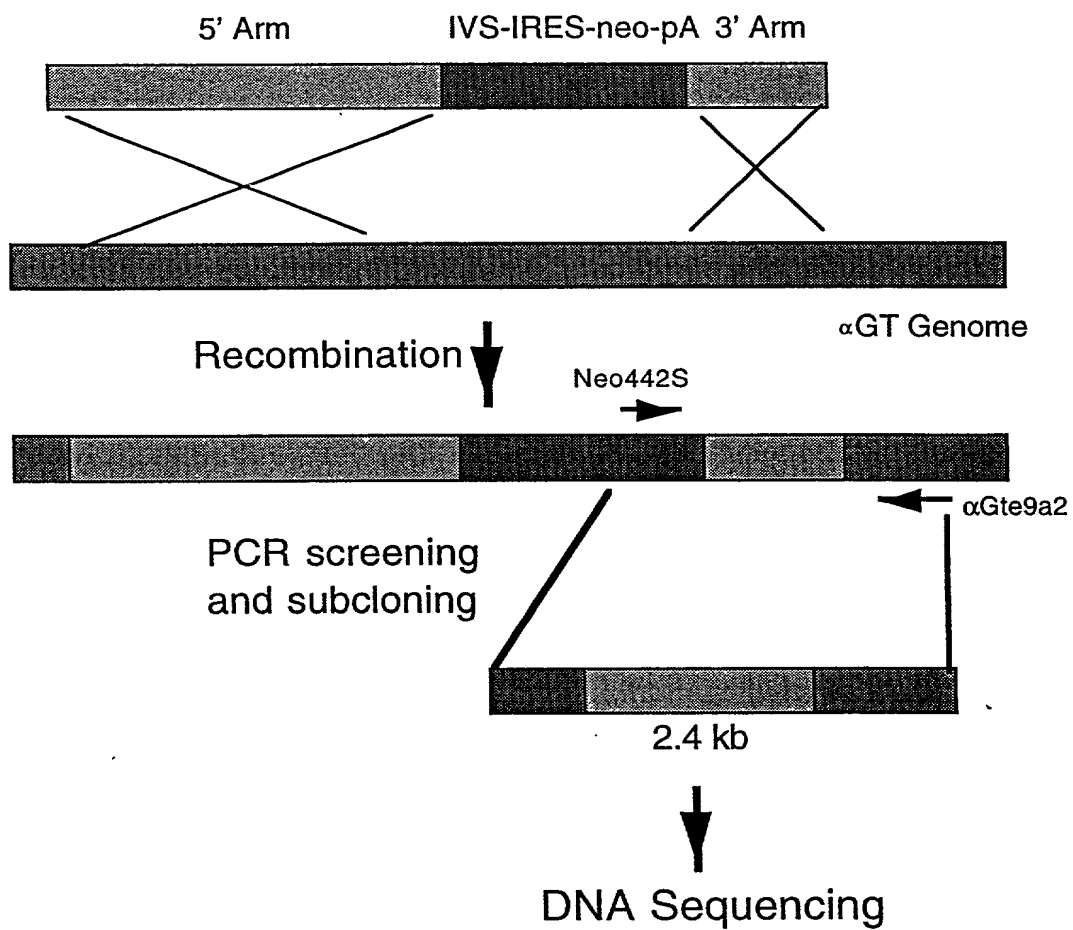 5' Arm
IVS-IRES-neo-pA 3' Arm
αGT Genome
Recombination
Neo442S
αGte9a2
PCR screening
and subcloning
2.4 kb
DNA Sequencing